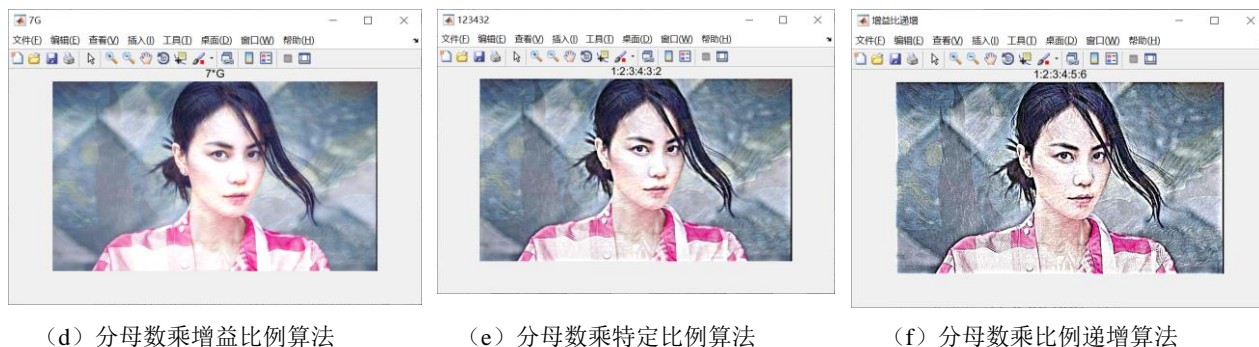 7G
文件(F) 编辑(E) 查看(V) 插入(I) 工具(T) 桌面(D) 窗口(W) 帮助(H)
7*G
123432
文件(F) 编辑(E) 查看(V) 插入(I) 工具(T) 桌面(D) 窗口(W) 帮助(H)
1:2:3:4:3:2
增益比递增
文件(F) 编辑(E) 查看(V) 插入(I) 工具(T) 桌面(D) 窗口(W) 帮助(H)
1:2:3:4:5:6
（d）分母数乘增益比例算法
（e）分母数乘特定比例算法
（f）分母数乘比例递增算法